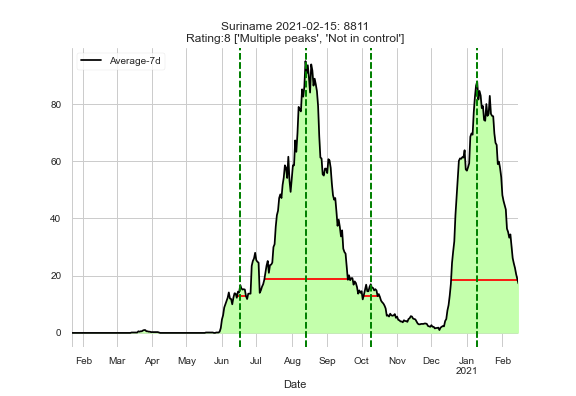 Suriname 2021-02-15: 8811
Rating:8 ['Multiple peaks', 'Not in control']
Average-7d
80
60
40
20
0
Feb Mar Apr May Jun Jul Aug Sep Oct Nov Dec Jan Feb
2021
Date